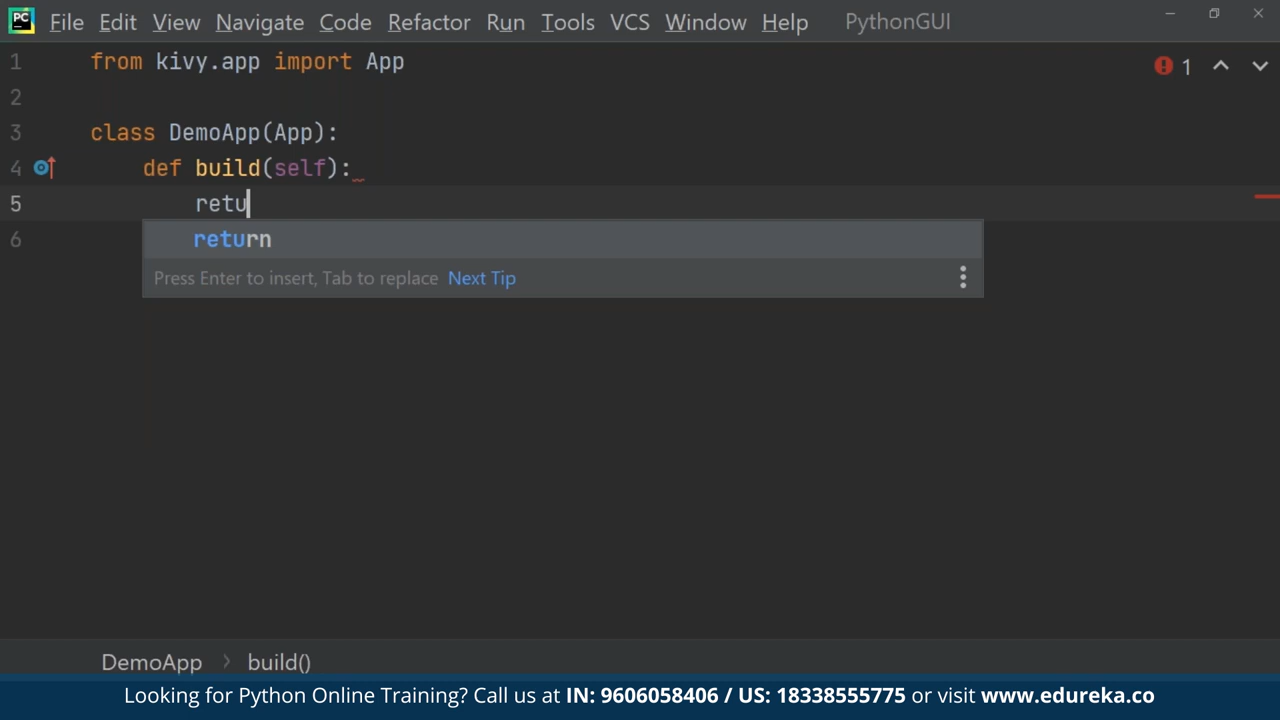 PC File Edit View Navigate Code Refactor Run Tools VCS Window Help PythonGUI
1 from kivy.app import App
1
2
3 class DemoApp(App):
4 def build(self):
5 retu
return
6
Press Enter to insert, Tab to replace Next Tip
DemoApp > build()
Looking for Python Online Training? Call us at IN: 9606058406 / US: 18338555775 or visit www.edureka.co